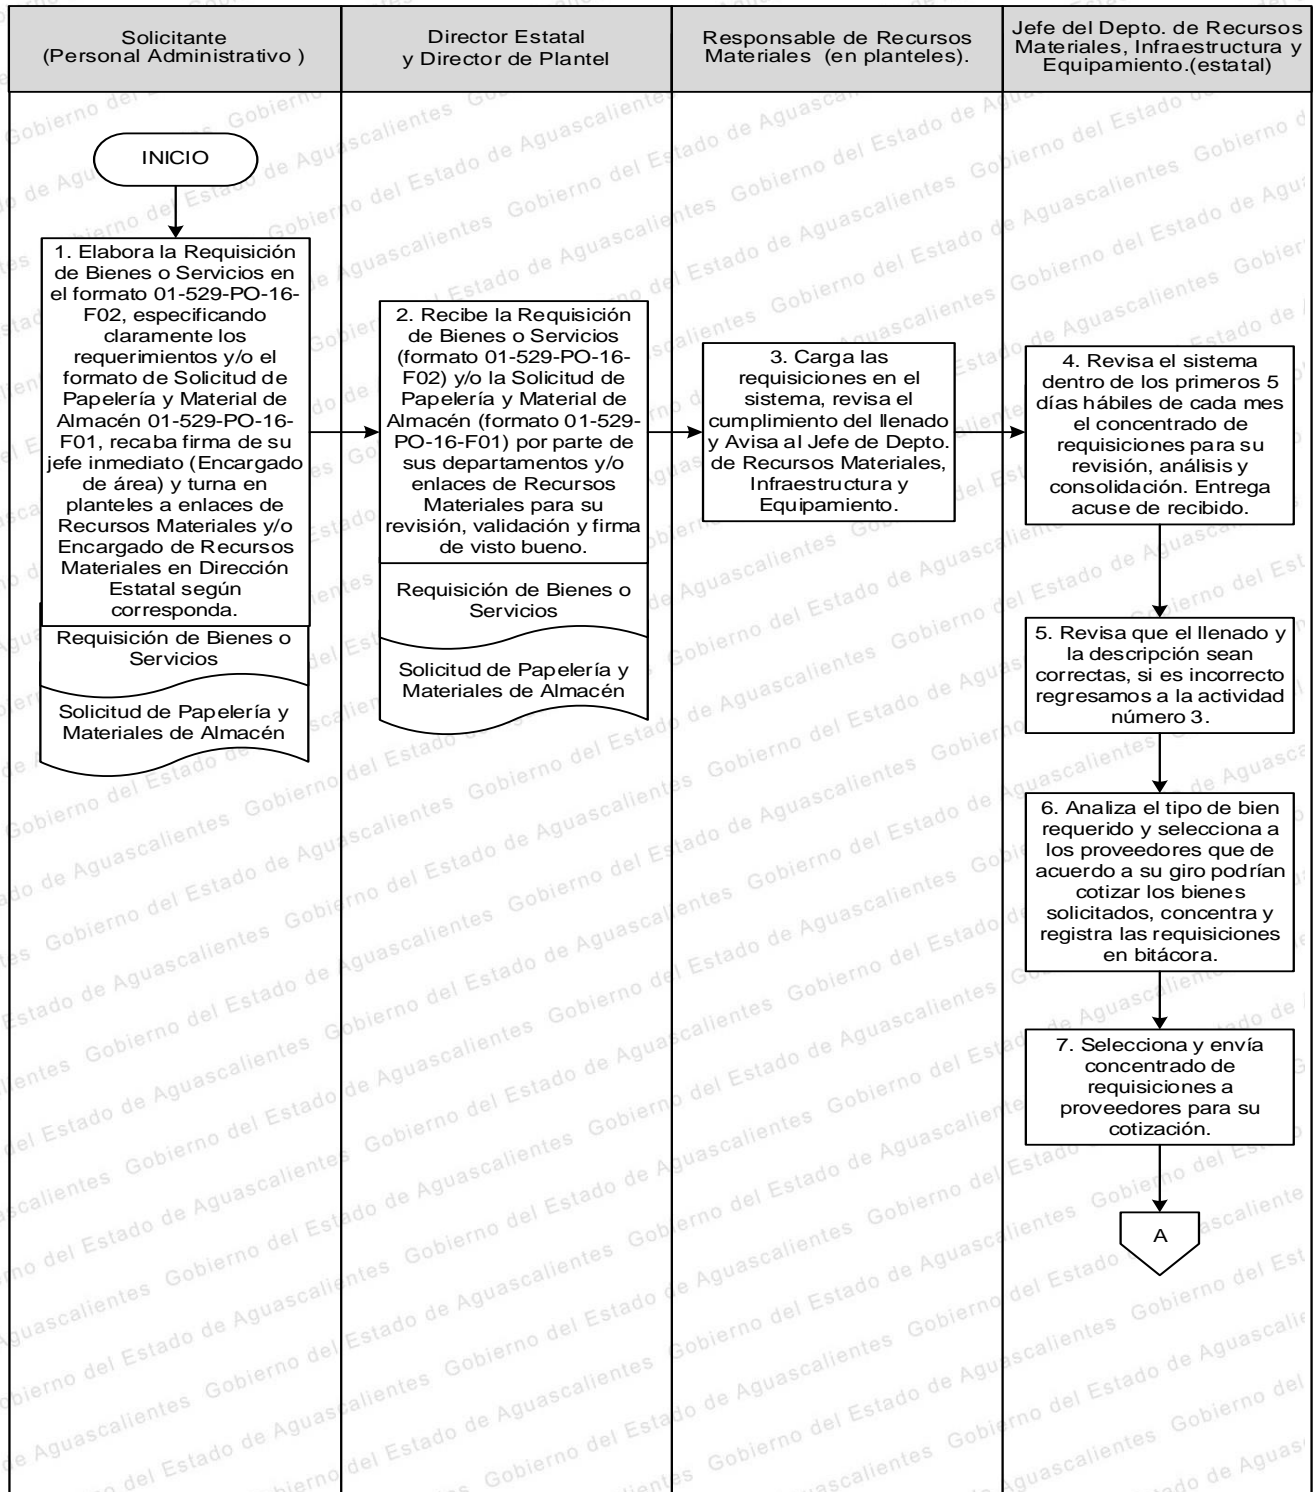 Solicitante
(Personal Administrativo )
Director Estatal
y Director de Plantel
Responsable de Recursos
Materiales  (en planteles).
Jefe del Depto. de Recursos
Materiales, Infraestructura y
Equipamiento.(estatal)
INICIO
1. Elabora la Requisición
de Bienes o Servicios en
el formato 01-529-PO-16-
F02, especificando
claramente los
requerimientos y/o el
formato de Solicitud de
Papelería y Material de
Almacén 01-529-PO-16-
F01, recaba firma de su
jefe inmediato (Encargado
de área) y turna en
planteles a enlaces de
Recursos Materiales y/o
Encargado de Recursos
Materiales en Dirección
Estatal según
corresponda.
Requisición de Bienes o
Servicios
Solicitud de Papelería y
Materiales de Almacén
2. Recibe la Requisición
de Bienes o Servicios
(formato 01-529-PO-16-
F02) y/o la Solicitud de
Papelería y Material de
Almacén (formato 01-529-
PO-16-F01) por parte de
sus departamentos y/o
enlaces de Recursos
Materiales para su
revisión, validación y firma
de visto bueno.
Requisición de Bienes o
Servicios
Solicitud de Papelería y
Materiales de Almacén
3. Carga las
requisiciones en el
sistema, revisa el
cumplimiento del llenado
y Avisa al Jefe de Depto.
de Recursos Materiales,
Infraestructura y
Equipamiento.
4. Revisa el sistema
dentro de los primeros 5
días hábiles de cada mes
el concentrado de
requisiciones para su
revisión, análisis y
consolidación. Entrega
acuse de recibido.
5. Revisa que el llenado y
la descripción sean
correctas, si es incorrecto
regresamos a la actividad
número 3.
6. Analiza el tipo de bien
requerido y selecciona a
los proveedores que de
acuerdo a su giro podrían
cotizar los bienes
solicitados, concentra y
registra las requisiciones
en bitácora.
7. Selecciona y envía
concentrado de
requisiciones a
proveedores para su
cotización.
A
Gobierno del Estado de Aguascalientes